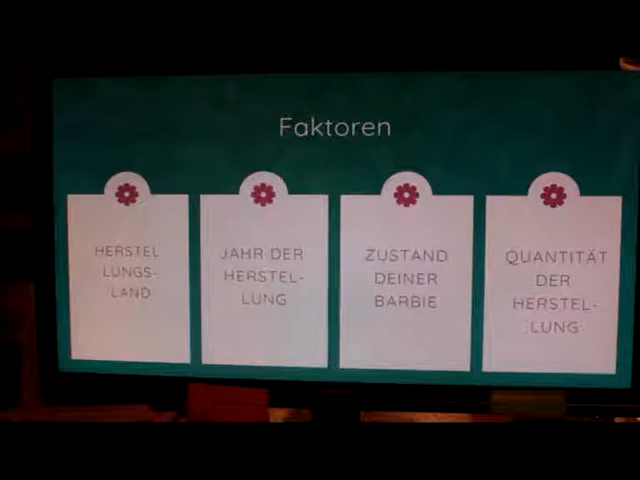 Faktoren
HERSTEL
LUNGS-
LAND
JAHR DER
HERSTEL-
LUNG
ZUSTAND
DEINER
BARBIE
QUANTITÄT
DER
HERSTEL-
LUNG